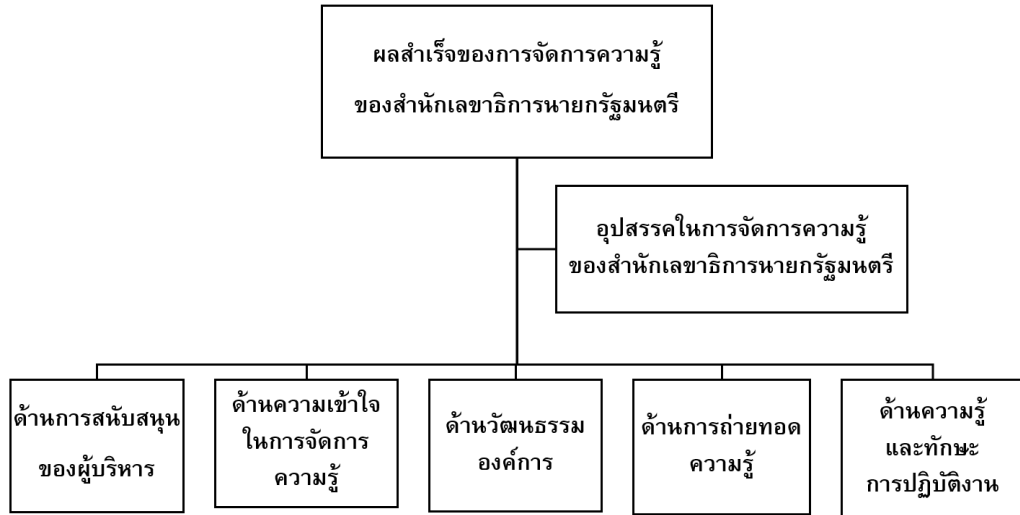 ผลสำเร็จของการจัดการความรู้
ของสำนักเลขาธิการนายกรัฐมนตรี
อุปสรรคในการจัดการความรู้
ของสำนักเลขาธิการนายกรัฐมนตรี
ด้านการสนับสนุน
ของผู้บริหาร
ด้านความเข้าใจ
ในการจัดการ
ความรู้
ด้านวัฒนธรรม
องค์การ
ด้านการถ่ายทอด
ความรู้
ด้านความรู้
และทักษะ
การปฏิบัติงาน